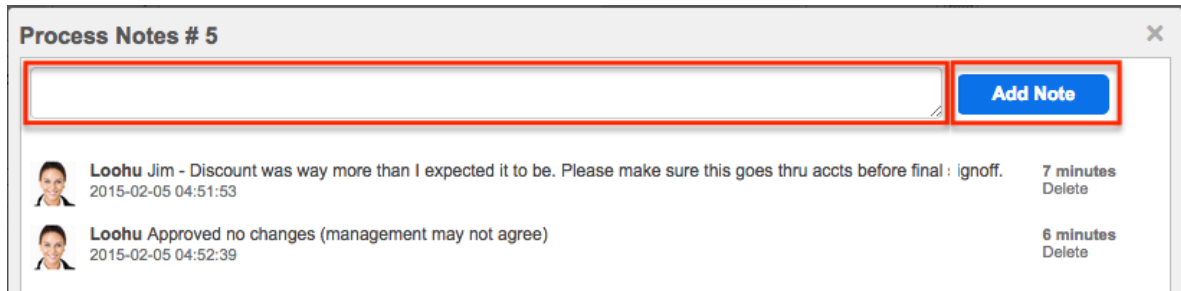 Process Notes # 5
×
Add Note
Loohu Jim - Discount was way more than I expected it to be. Please make sure this goes thru accts before final signoff.
7 minutes
2015-02-05 04:51:53
Delete
Loohu Approved no changes (management may not agree)
6 minutes
2015-02-05 04:52:39
Delete